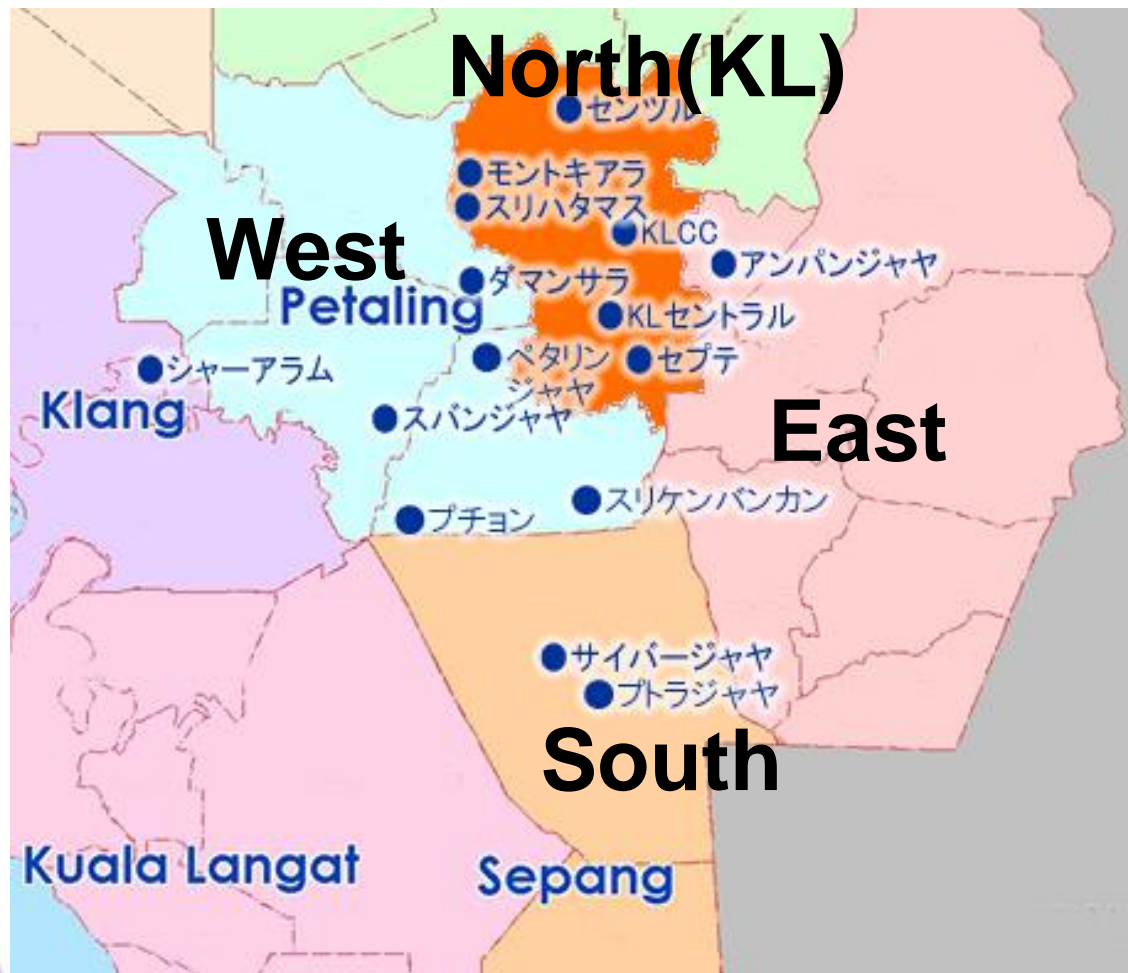 North(KL)
センツル
モントキアラ
スリハタマス
KLCC
West
アンパンジャヤ
ダマンサラ
Petaling
KLセントラル
ペタリン
ジャヤ
セプテ
シャーアラム
Klang
スバンジャヤ
East
スリケンバンカン
プチョン
サイバージャヤ
プトラジャヤ
South
Kuala Langat
Sepang